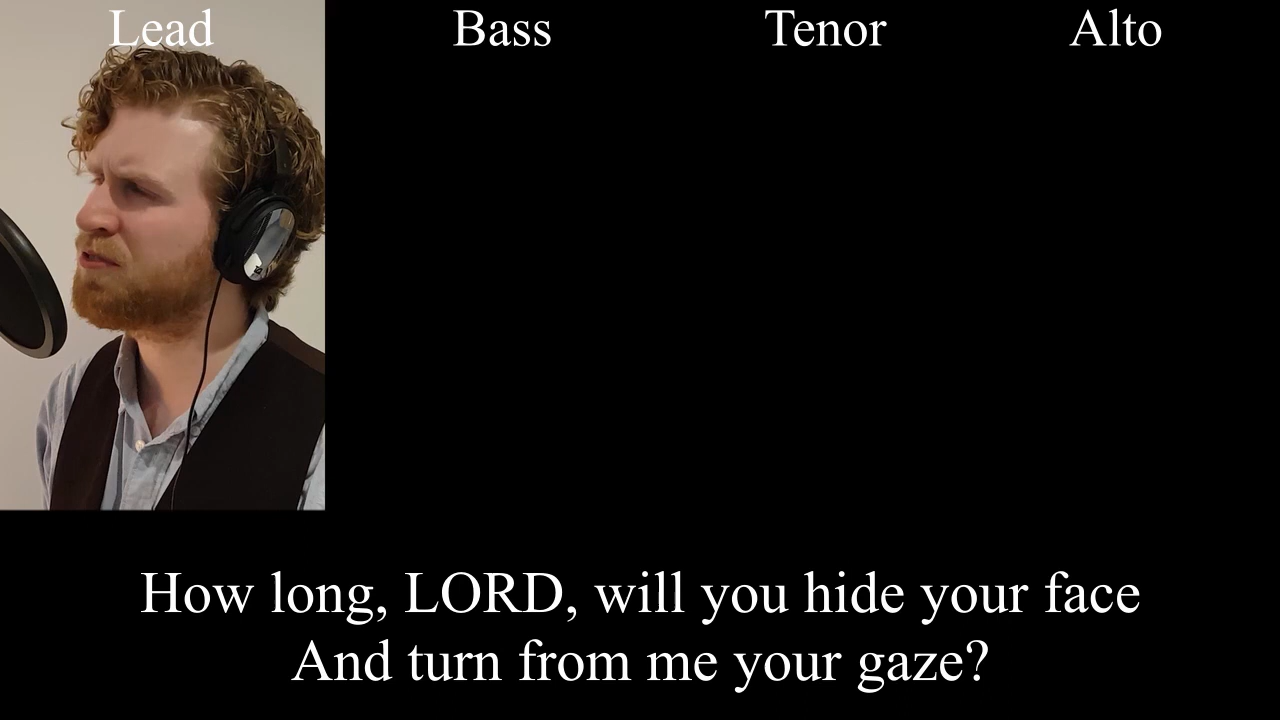 Lead Bass Tenor Alto
How long, LORD, will you hide your face
And turn from me your gaze?